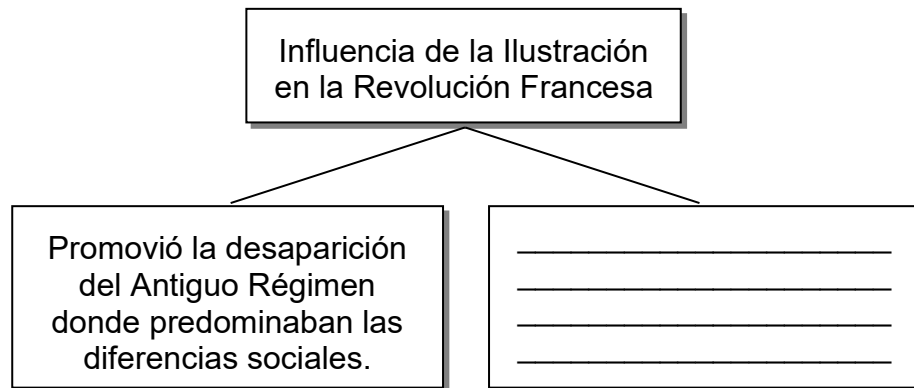 Influencia de la Ilustración
en la Revolución Francesa
Promovió la desaparición
del Antiguo Régimen
donde predominaban las
diferencias sociales.